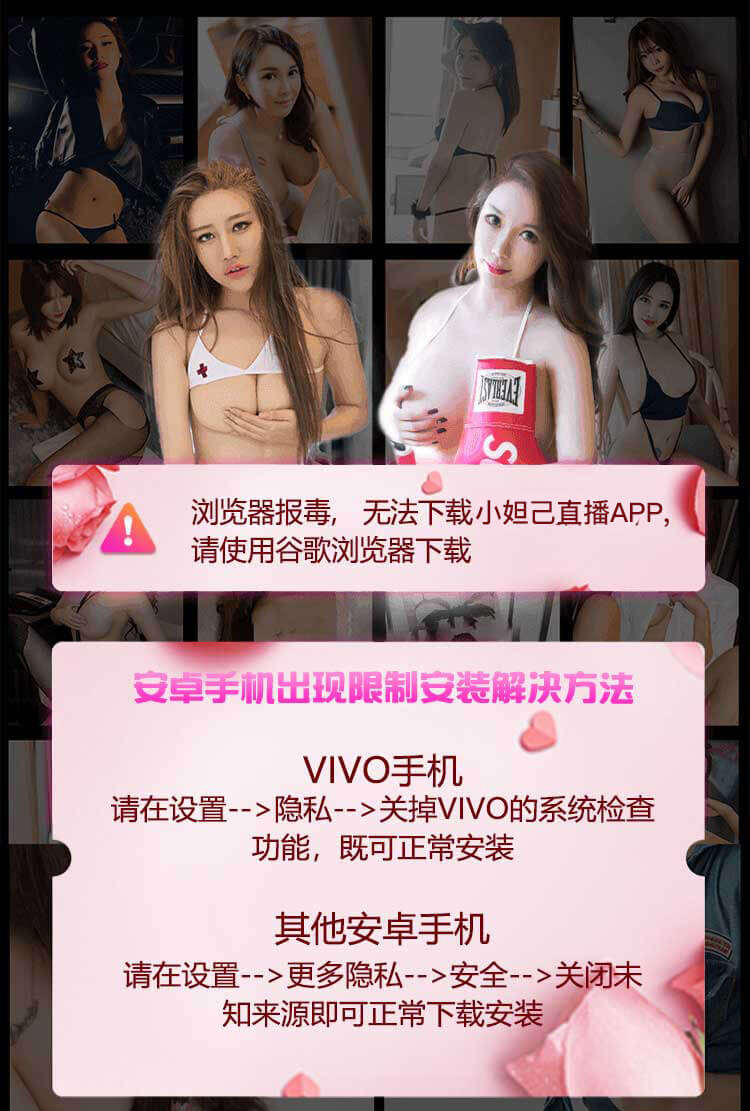 EVERLAST
浏览器报毒, 无法下载小妲己直播APP,
请使用谷歌浏览器下载
安卓手机出现限制安装解决方法
VIVO手机
请在设置-->隐私-->关掉VIVO的系统检查
功能，既可正常安装
其他安卓手机
请在设置-->更多隐私-->安全-->关闭未
知来源即可正常下载安装